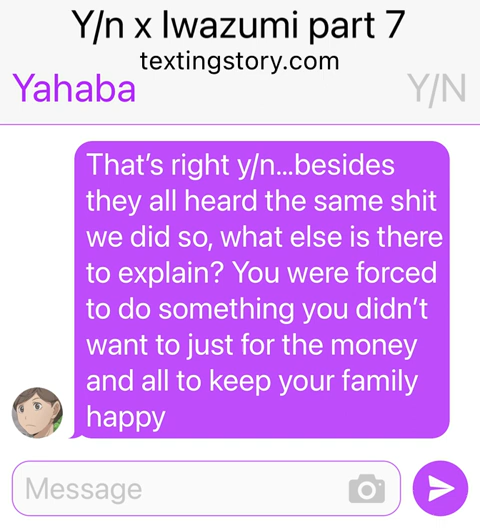 Y/n x Iwazumi part 7
textingstory.com
Yahaba Y/N
That's right y/n...besides
they all heard the same shit
we did so, what else is there
to explain? You were forced
to do something you didn't
want to just for the money
and all to keep your family
happy
Message